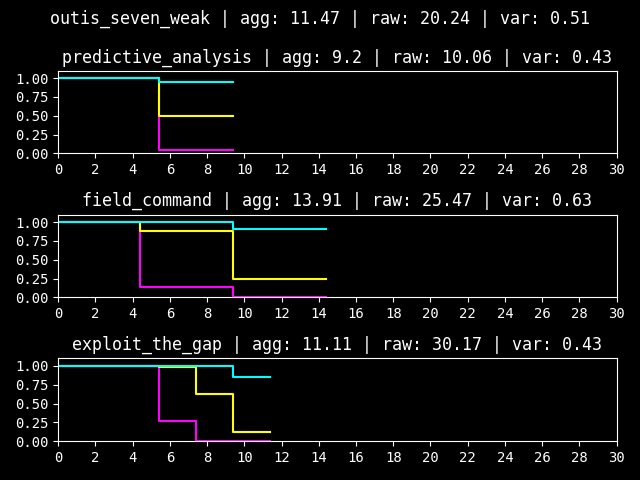 outis_seven_weak | agg: 11.47 | raw: 20.24 | var: 0.51
predictive_analysis | agg: 9.2 | raw: 10.06 | var: 0.43
1.00
0.75
0.50
0.25
0.00
0 2 4 6 8 10 12 14 16 18 20 22 24 26 28 30
field_command | agg: 13.91 | raw: 25.47 | var: 0.63
1.00
0.75
0.50
0.25
0.00
0 2 4 6 8 10 12 14 16 18 20 22 24 26 28 30
exploit_the_gap | agg: 11.11 | raw: 30.17 | var: 0.43
1.00
0.75
0.50
0.25
0.00
0 2 4 6 8 10 12 14 16 18 20 22 24 26 28 30